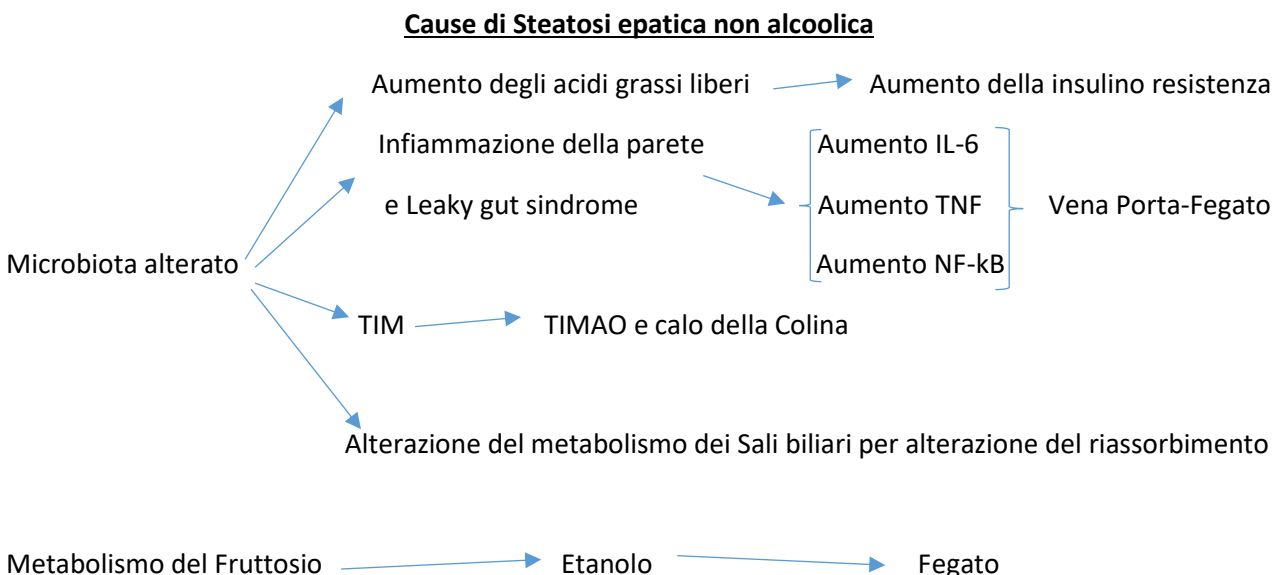 Cause di Steatosi epatica non alcoolica
Aumento degli acidi grassi liberi Aumento della insulino resistenza
Infiammazione della parete Aumento IL-6
e Leaky gut sindrome Aumento TNF Vena Porta-Fegato
Microbiota alterato Aumento NF-kB
TIM TIMAO e calo della Colina
Alterazione del metabolismo dei Sali biliari per alterazione del riassorbimento
Metabolismo del Fruttosio Etanolo Fegato